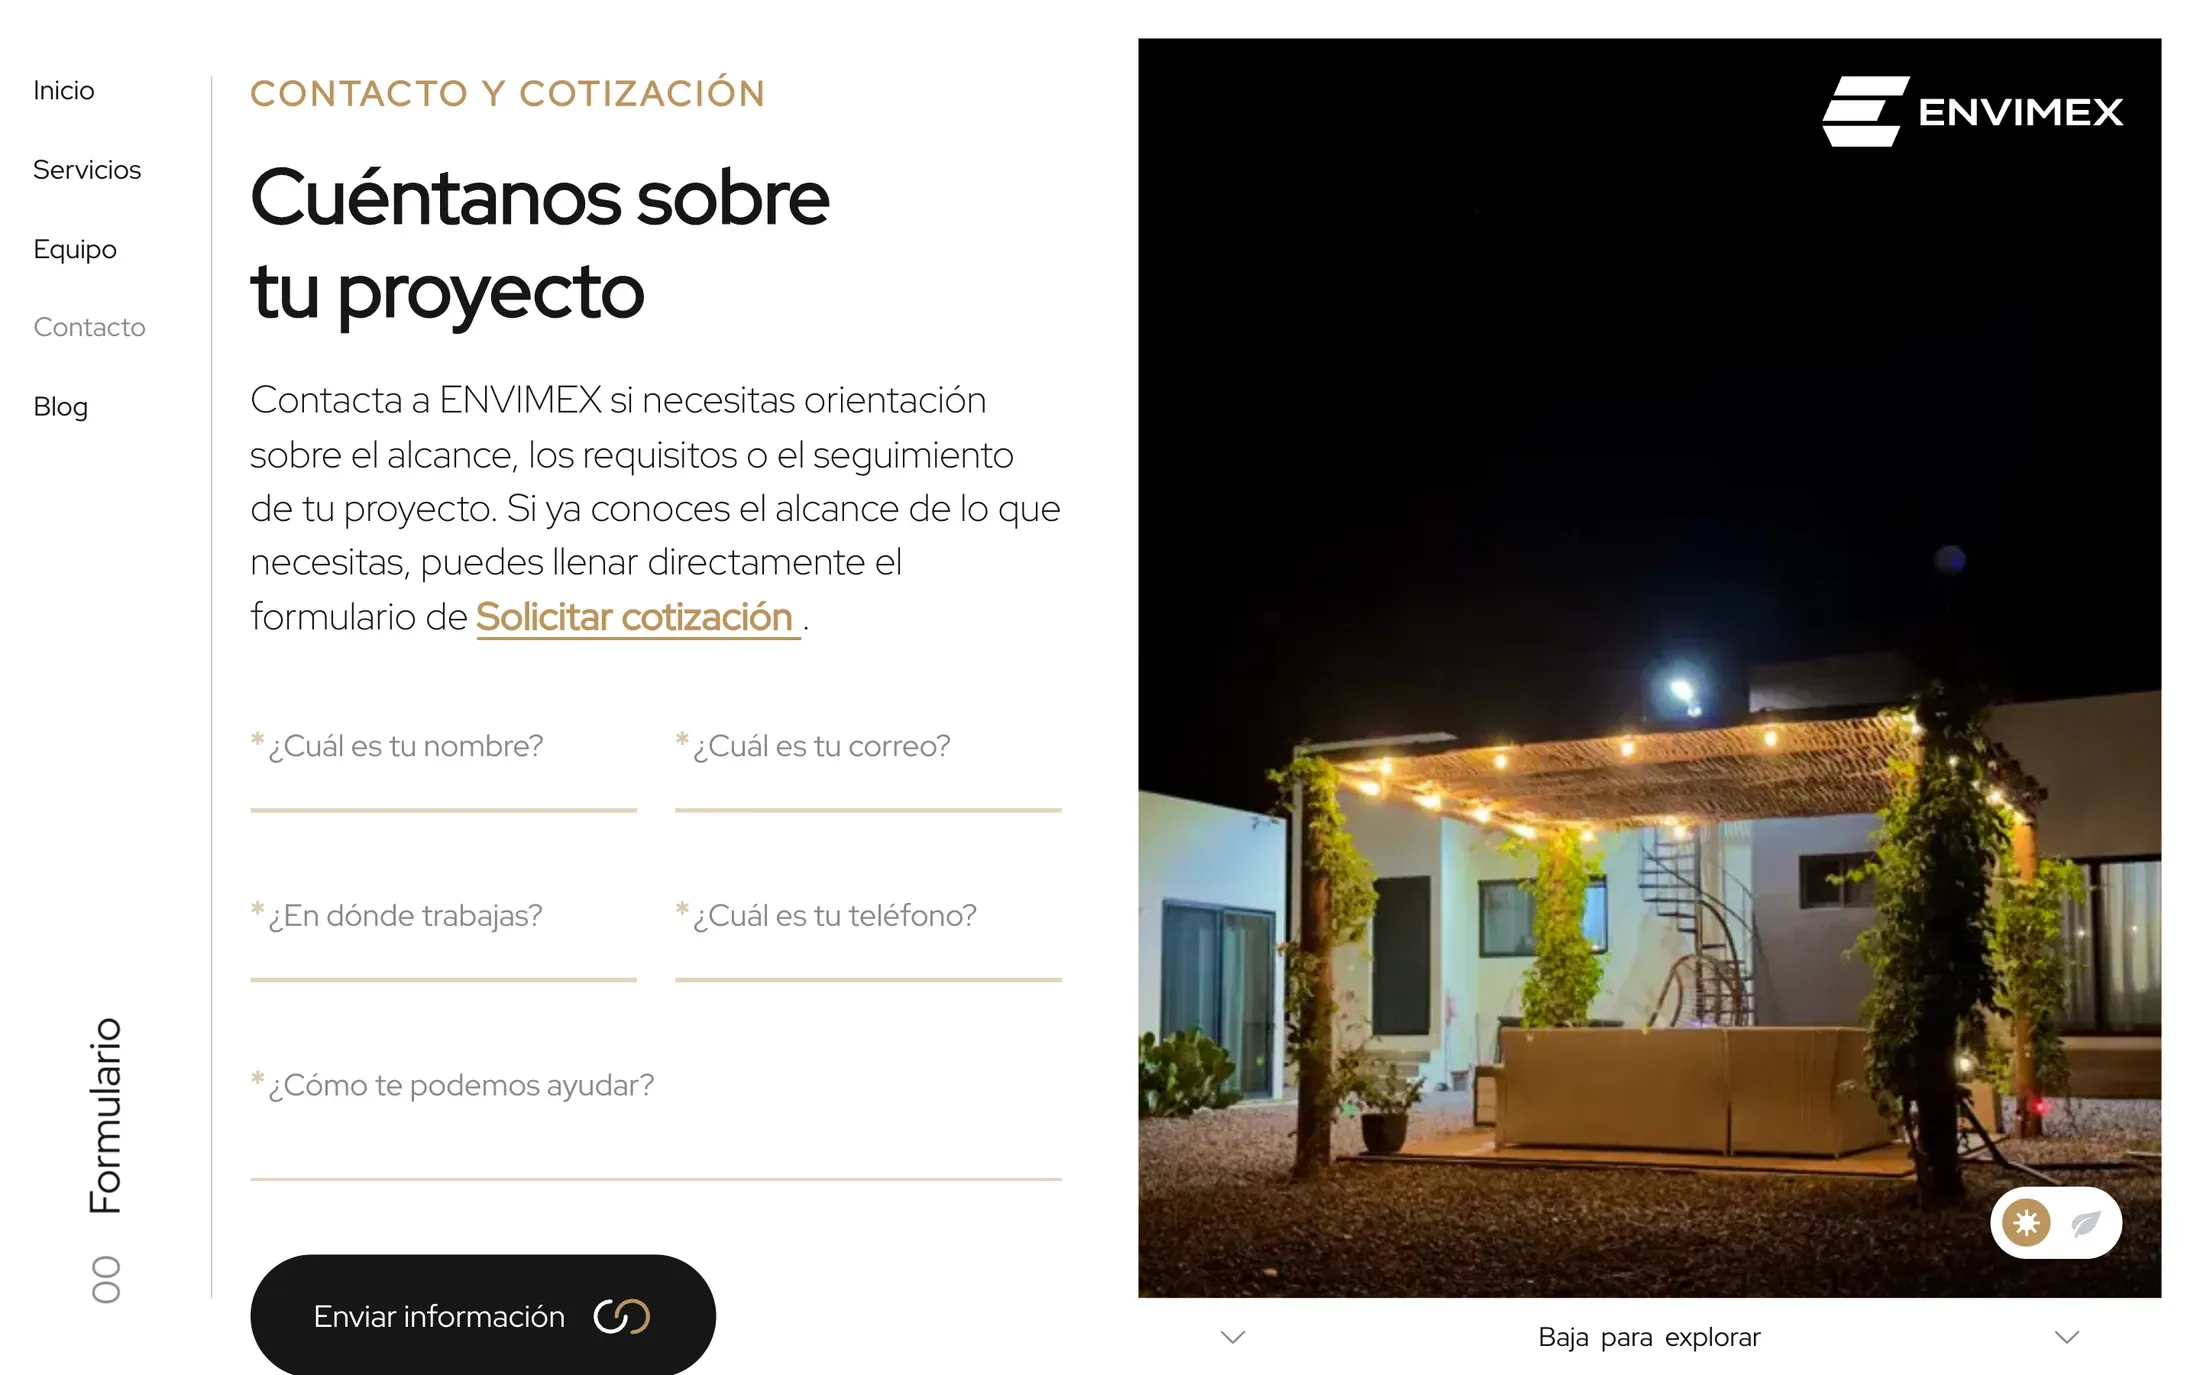 Inicio
Servicios
Equipo
Contacto
Blog
00 Formulario
CONTACTO Y COTIZACIÓN
Cuéntanos sobre
tu proyecto
Contacta a ENVIMEX si necesitas orientación
sobre el alcance, los requisitos o el seguimiento
de tu proyecto. Si ya conoces el alcance de lo que
necesitas, puedes llenar directamente el
formulario de Solicitar cotización .
*¿Cuál es tu nombre?
*¿Cuál es tu correo?
*¿En dónde trabajas?
*¿Cuál es tu teléfono?
*¿Cómo te podemos ayudar?
Enviar información
ENVIMEX
Baja para explorar